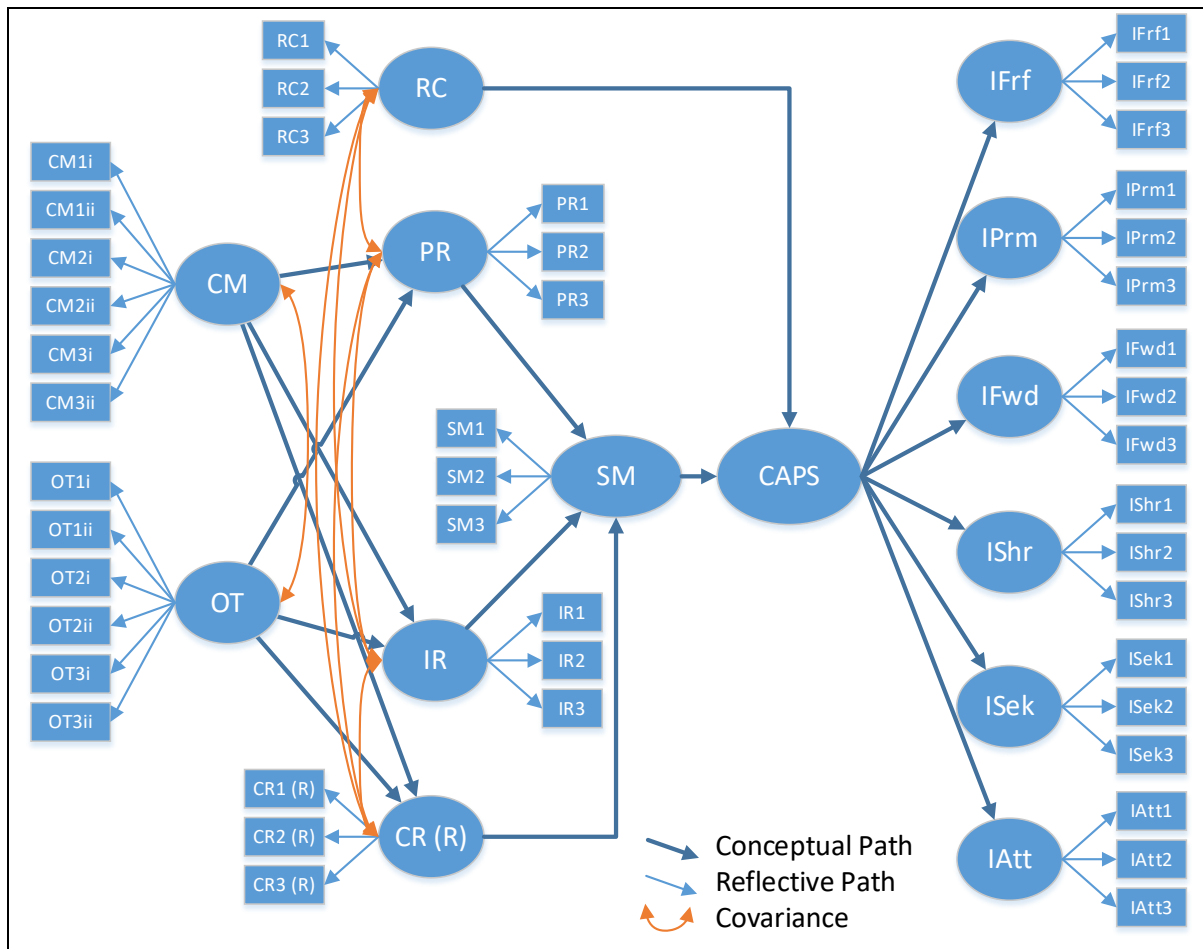 RC1
RC2
RC3
RC
CM1i
CM1ii
CM2i
CM2ii
CM3i
CM3ii
CM
PR
PR1
PR2
PR3
OT1i
OT1ii
OT2i
OT2ii
OT3i
OT3ii
OT
SM1
SM2
SM3
SM
CAPS
IR
IR1
IR2
IR3
CR1 (R)
CR2 (R)
CR3 (R)
CR (R)
IFrf
IFrf1
IFrf2
IFrf3
IPrm
IPrm1
IPrm2
IPrm3
IFwd
IFwd1
IFwd2
IFwd3
IShr
IShr1
IShr2
IShr3
ISek
ISek1
ISek2
ISek3
IAtt
IAtt1
IAtt2
IAtt3
Conceptual Path
Reflective Path
Covariance